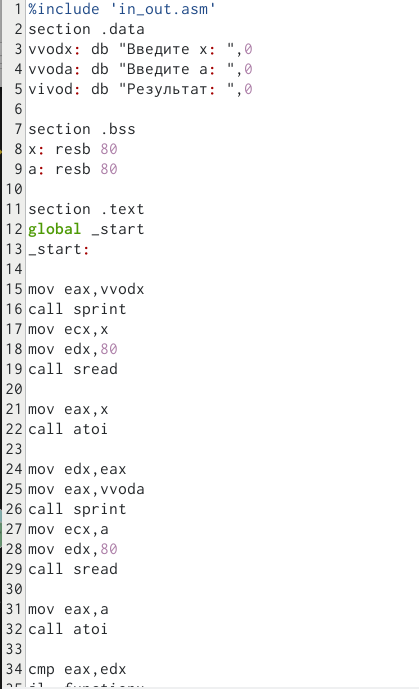 1 %include 'in_out.asm'
2 section .data
3 vvodx: db "Введите x: ",0
4 vvoda: db "Введите a: ",0
5 vivod: db "Результат: ",0
6
7 section .bss
8 x: resb 80
9 a: resb 80
10
11 section .text
12 global _start
13 _start:
14
15 mov eax,vvodx
16 call sprint
17 mov ecx,x
18 mov edx,80
19 call sread
20
21 mov eax,x
22 call atoi
23
24 mov edx,eax
25 mov eax,vvoda
26 call sprint
27 mov ecx,a
28 mov edx,80
29 call sread
30
31 mov eax,a
32 call atoi
33
34 cmp eax,edx